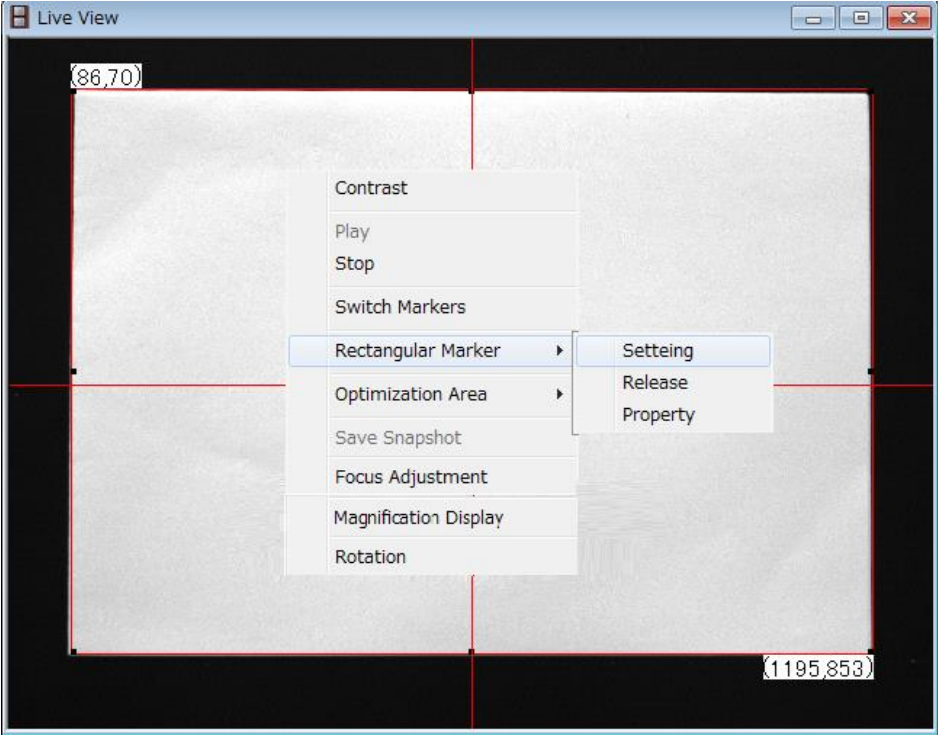 Live View
(86,70)
Contrast
Play
Stop
Switch Markers
Rectangular Marker
Setteing
Release
Property
Optimization Area
Save Snapshot
Focus Adjustment
Magnification Display
Rotation
(1195,853)